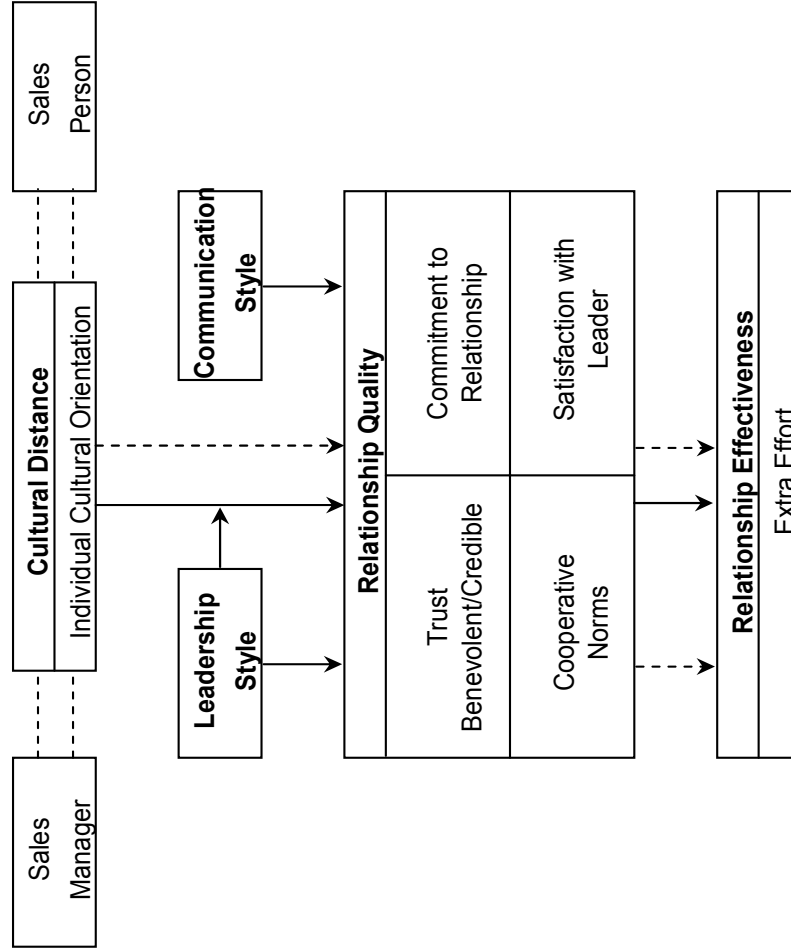 Sales
Manager
Cultural Distance
Individual Cultural Orientation
Sales
Person
Leadership
Style
Communication
Style
Relationship Quality
Trust
Benevolent/Credible
Commitment to
Relationship
Cooperative
Norms
Satisfaction with
Leader
Relationship Effectiveness
Extra Effort